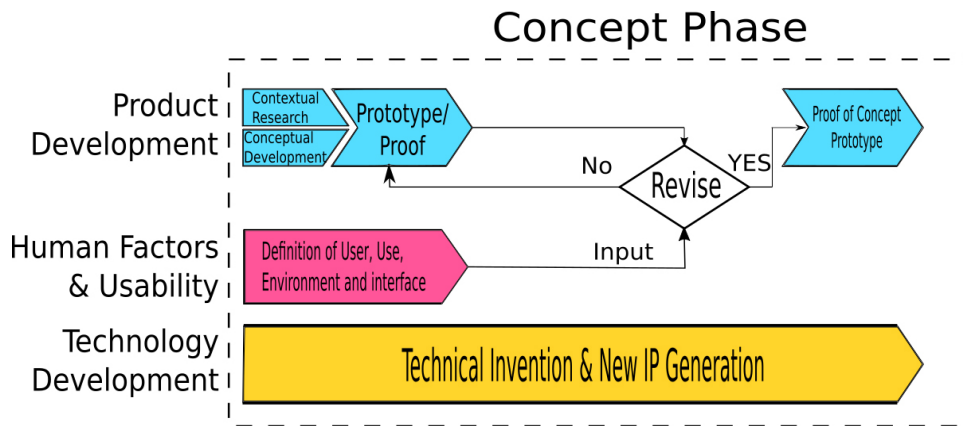 Concept Phase
Product
Development
Contextual
Research
Conceptual
Development
Prototype/
Proof
No
Revise
YES
Proof of Concept
Prototype
Human Factors
& Usability
Definition of User, Use,
Environment and interface
Input
Technology
Development
Technical Invention & New IP Generation